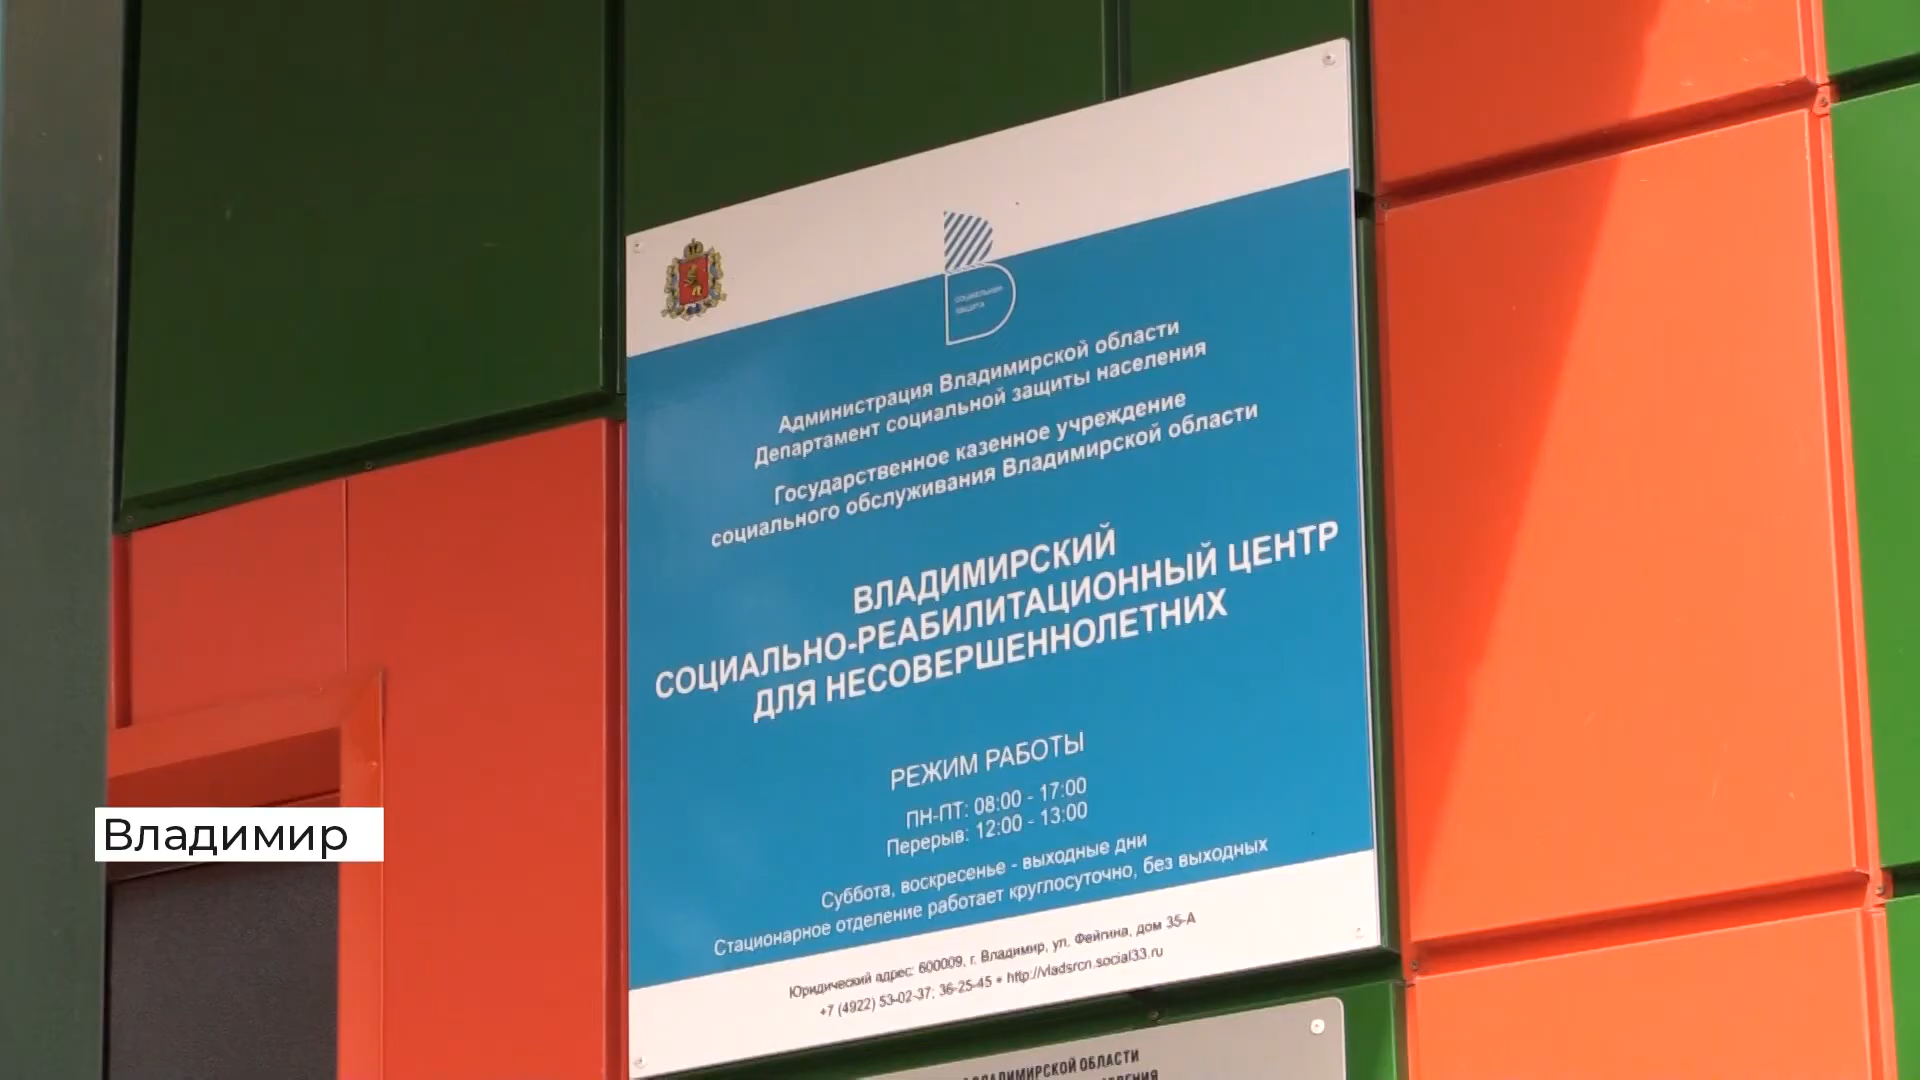 СОЦИАЛЬНАЯ
ЗАЩИТА
Администрация Владимирской области
Департамент социальной защиты населения
Государственное казенное учреждение
социального обслуживания Владимирской области
ВЛАДИМИРСКИЙ
СОЦИАЛЬНО-РЕАБИЛИТАЦИОННЫЙ ЦЕНТР
ДЛЯ НЕСОВЕРШЕННОЛЕТНИХ
РЕЖИМ РАБОТЫ
ПН-ПТ: 08:00 - 17:00
Перерыв: 12:00 - 13:00
Суббота, воскресенье - выходные дни
Стационарное отделение работает круглосуточно, без выходных
Юридический адрес: 600009, г. Владимир, ул. Фейгина, дом 35-А
+7 (4922) 53-02-37; 36-25-45 • http://vladsrcn.social33.ru
Владимир
ВЛАДИМИРСКОЙ ОБЛАСТИ